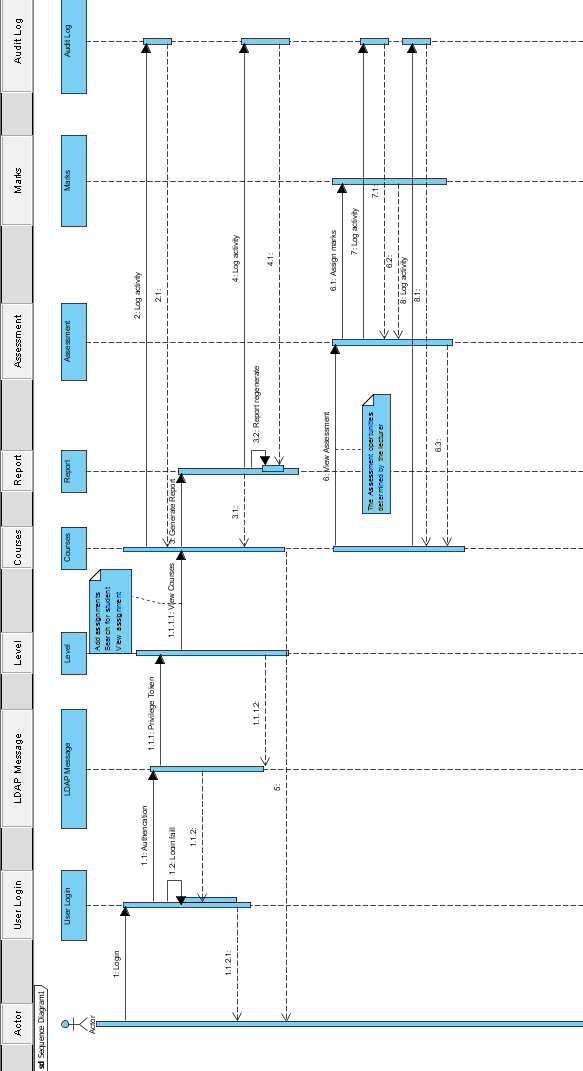 Actor
User Login
LDAP Message
Level
Courses
Report
Assessment
Marks
Audit Log
sd Sequence Diagram1
Actor
User Login
LDAP Message
Level
Courses
Report
Assessment
Marks
Audit Log
Add assignments
Search for student
View assignment
1: Login
1.1: Authencation
1.2: Login faill
1.1.1: Privilege Token
1.1.1.1: View Courses
2: Log activity
2.1:
3: Generate Report
1.1.2:
1.1.2.1:
4: Log activity
3.1:
3.2: Report regenerate
1.1.1.2:
4.1:
5:
6: View Assessment
6.1: Assign marks
The Assessment opertunities
determined by the lecturer
7: Log activity
7.1:
6.2:
8: Log activity
8.1:
6.3: